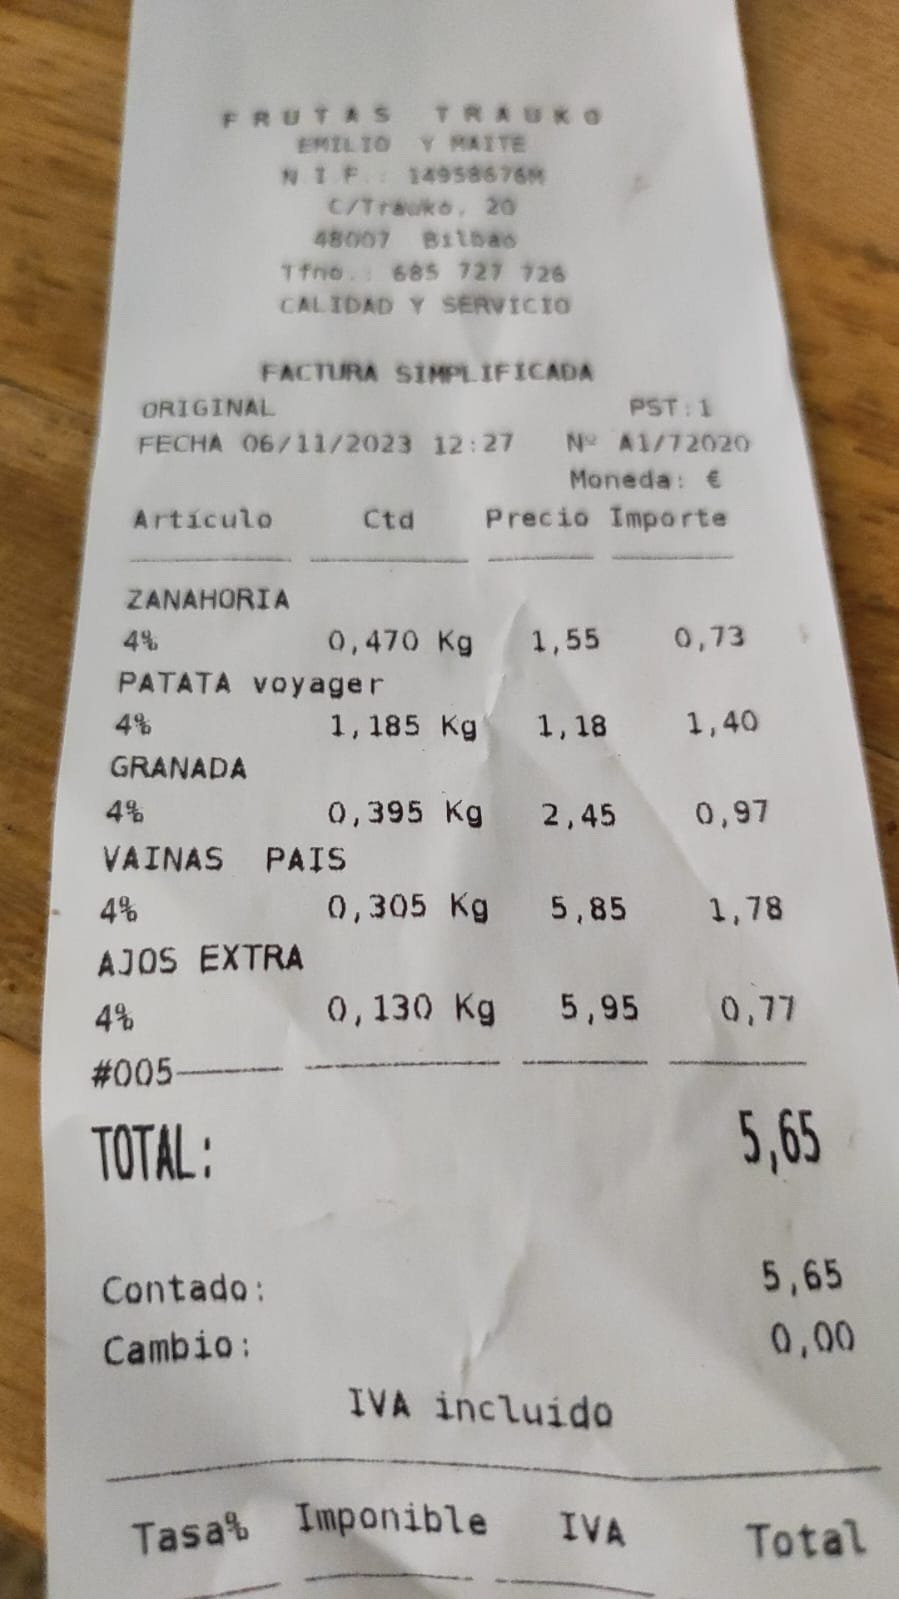 FRUTAS TRAUKO
EMILIO Y MAITE
N.I.F.: 14958676M
C/Trauko, 20
48007 Bilbao
Tfno.: 685 727 726
CALIDAD Y SERVICIO
FACTURA SIMPLIFICADA
ORIGINAL PST:1
FECHA 06/11/2023 12:27 Nº A1/72020
Moneda: €
Artículo Ctd Precio Importe
ZANAHORIA
4% 0,470 Kg 1,55 0,73
PATATA voyager
4% 1,185 Kg 1,18 1,40
GRANADA
4% 0,395 Kg 2,45 0,97
VAINAS PAIS
4% 0,305 Kg 5,85 1,78
AJOS EXTRA
4% 0,130 Kg 5,95 0,77
#005
TOTAL: 5,65
Contado: 5,65
Cambio: 0,00
IVA incluído
Tasa% Imponible IVA Total